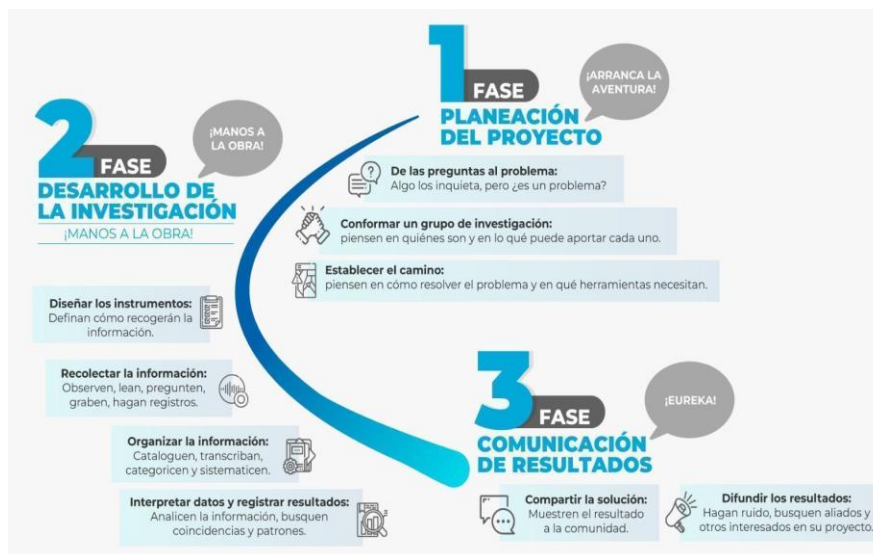 1
FASE
¡ARRANCA LA
AVENTURA!
PLANEACIÓN
DEL PROYECTO
De las preguntas al problema:
Algo los inquieta, pero ¿es un problema?
Conformar un grupo de investigación:
piensen en quiénes son y en lo qué puede aportar cada uno.
Establecer el camino:
piensen en cómo resolver el problema y en qué herramientas necesitan.
2
FASE
¡MANOS A
LA OBRA!
DESARROLLO DE
LA INVESTIGACIÓN
¡MANOS A LA OBRA!
Diseñar los instrumentos:
Definan cómo recogerán la
información.
Recolectar la información:
Observen, lean, pregunten,
graben, hagan registros.
Organizar la información:
Cataloguen, transcriban,
categoricen y sistematicen.
Interpretar datos y registrar resultados:
Analicen la información, busquen
coincidencias y patrones.
3
FASE
¡EUREKA!
COMUNICACIÓN
DE RESULTADOS
Compartir la solución:
Muestren el resultado
a la comunidad.
Difundir los resultados:
Hagan ruido, busquen aliados y
otros interesados en su proyecto.